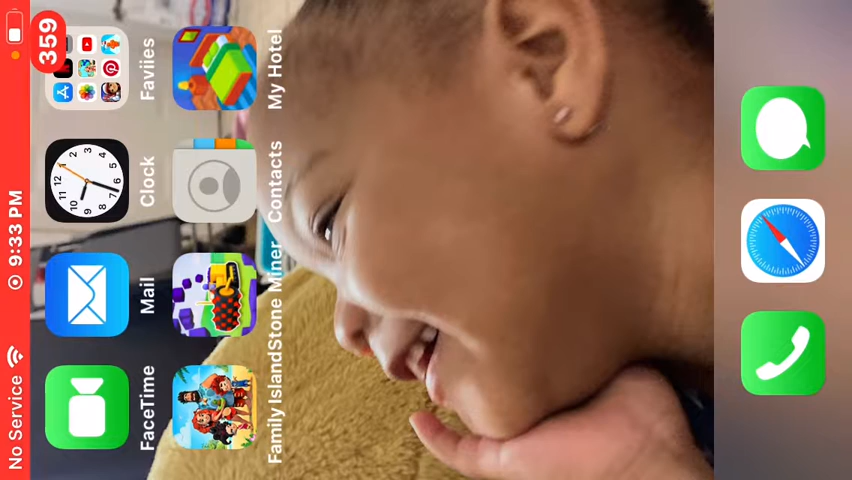 No Service 9:33 PM
359
FaceTime Mail Clock Faviies
Family Island Stone Miner Contacts My Hotel